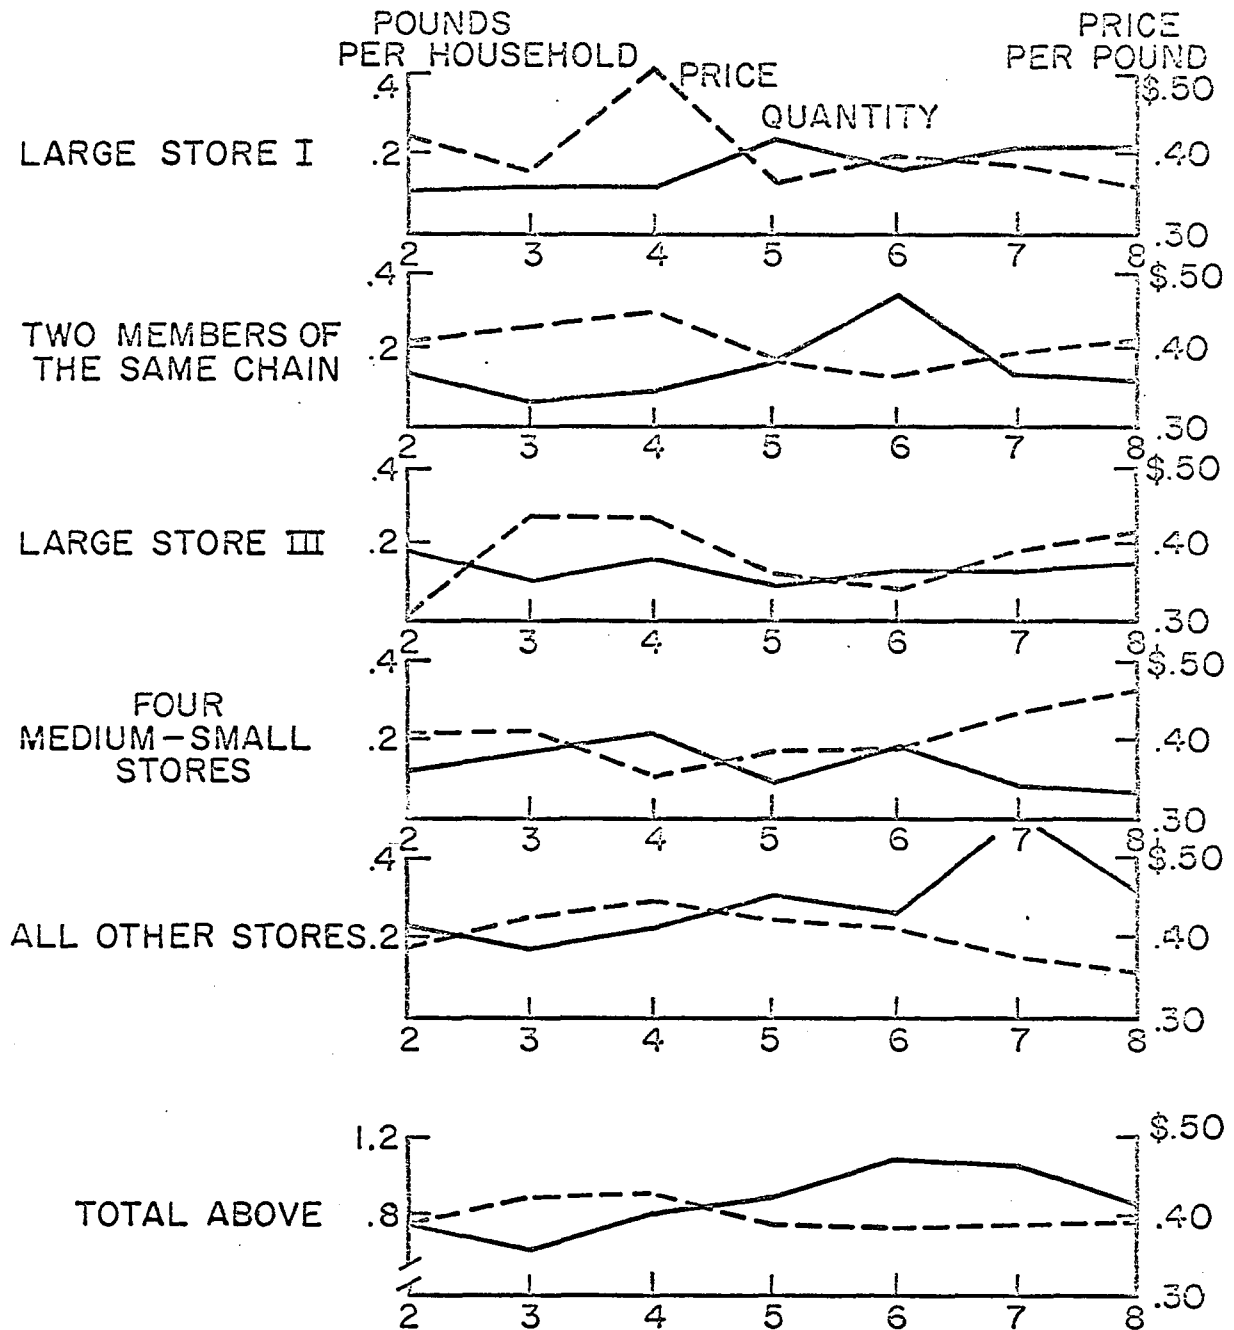 POUNDS
PER HOUSEHOLD
PRICE
PER POUND
PRICE
QUANTITY
LARGE STORE I
.4
.2
$.50
.40
.30
2 3 4 5 6 7 8
TWO MEMBERS OF
THE SAME CHAIN
.4
.2
$.50
.40
.30
2 3 4 5 6 7 8
LARGE STORE III
.4
.2
$.50
.40
.30
2 3 4 5 6 7 8
FOUR
MEDIUM-SMALL
STORES
.4
.2
$.50
.40
.30
2 3 4 5 6 7 8
ALL OTHER STORES
.4
.2
$.50
.40
.30
2 3 4 5 6 7 8
TOTAL ABOVE
1.2
.8
$.50
.40
.30
2 3 4 5 6 7 8